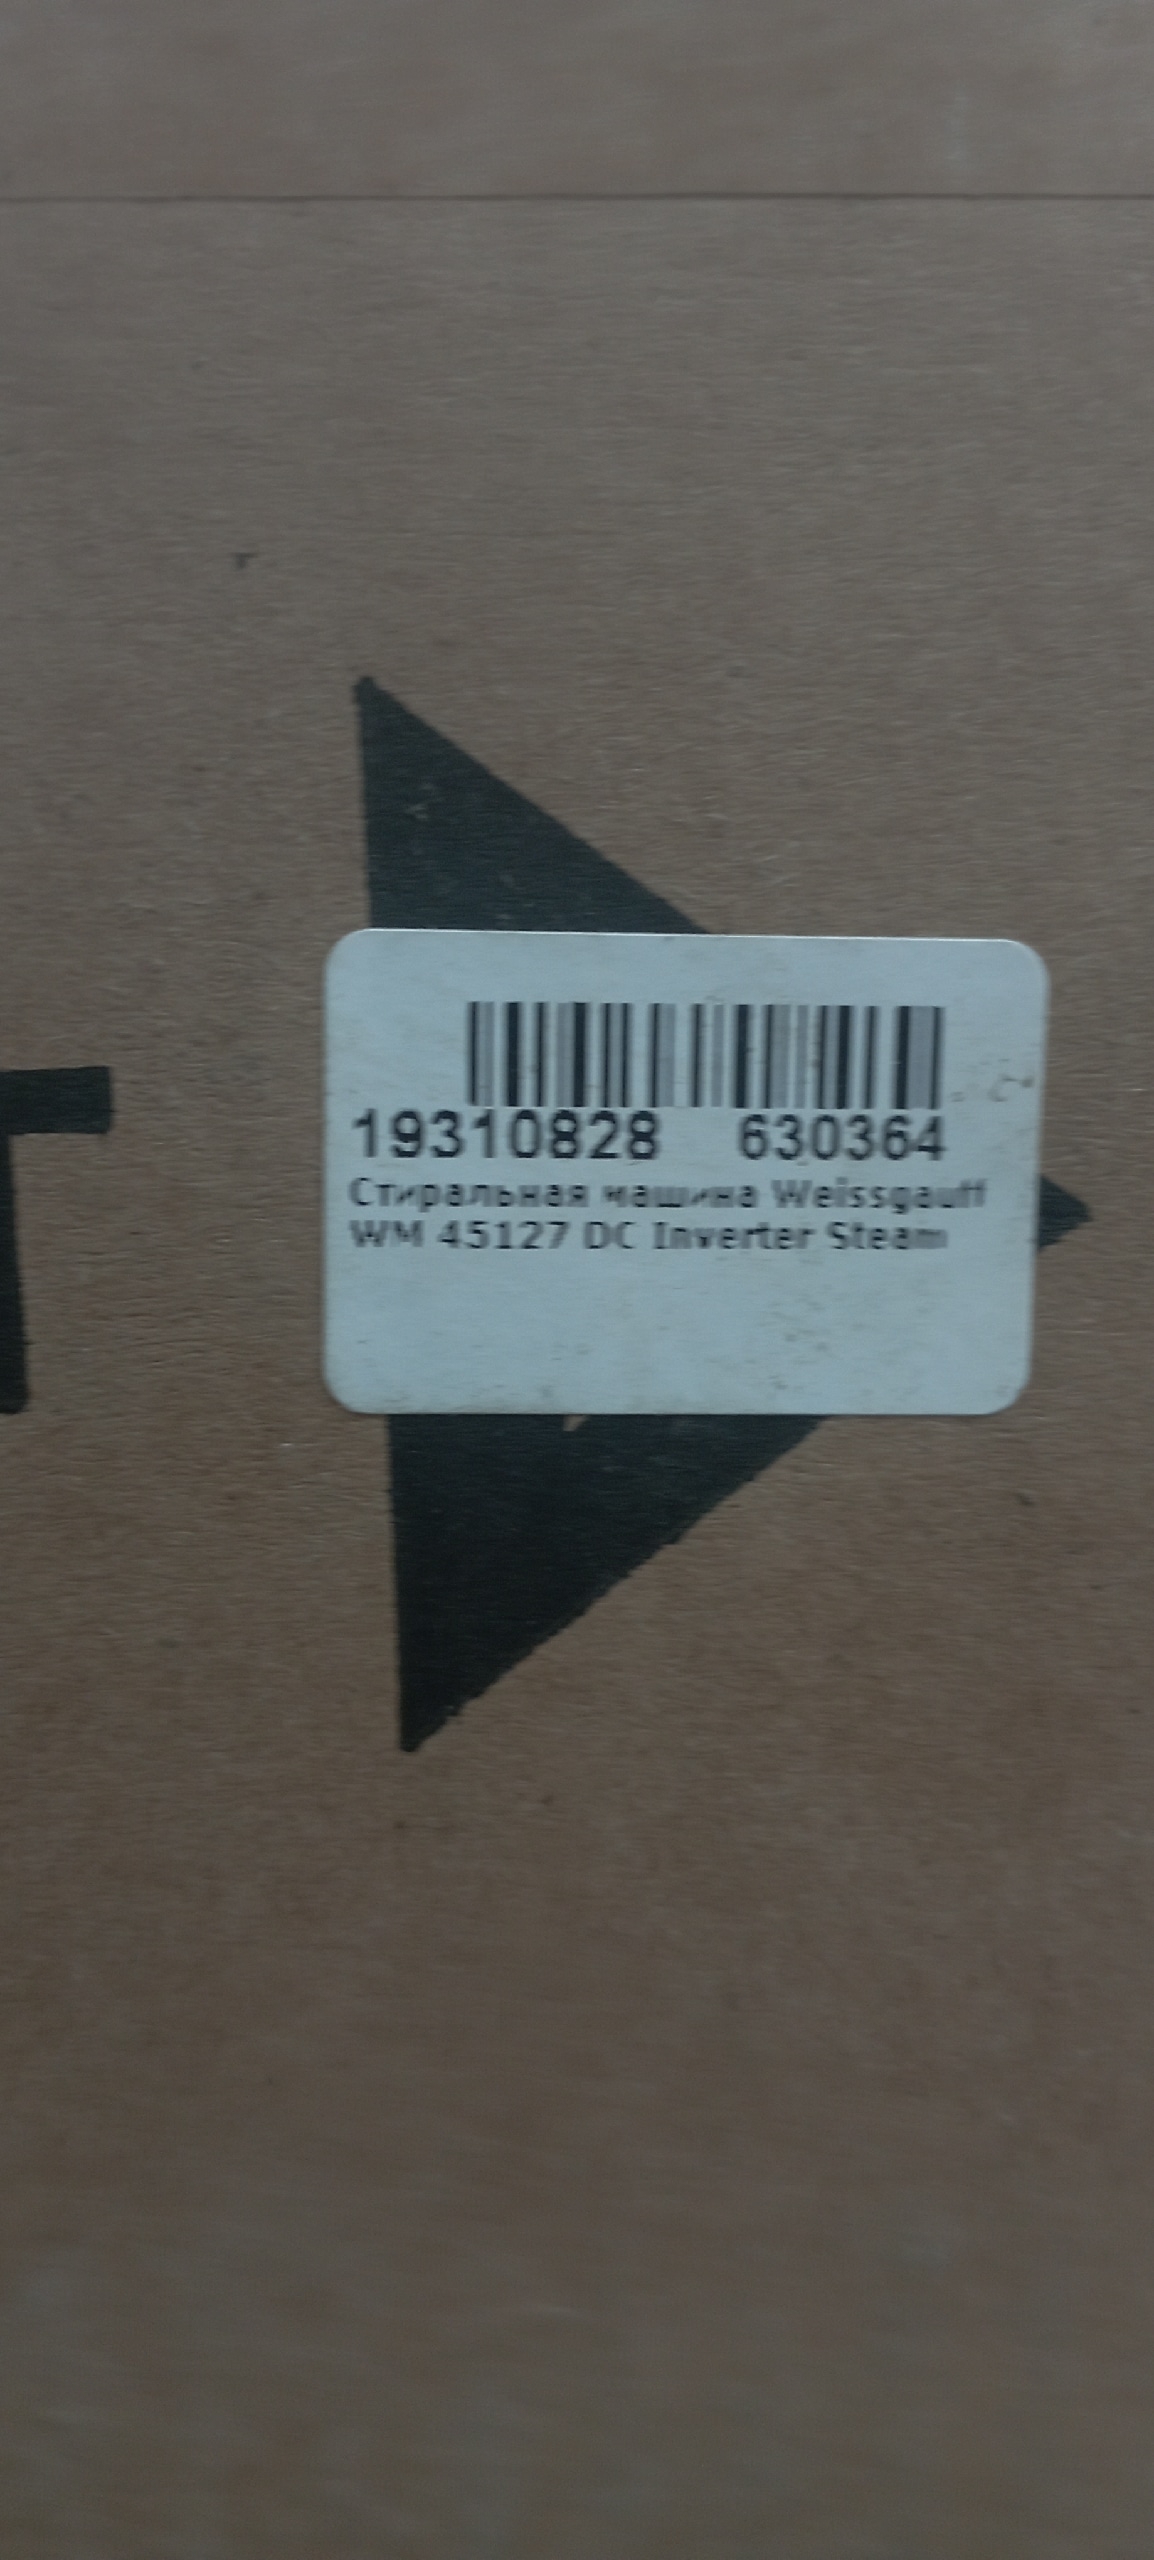 19310828 630364
Стиральная машина Weissgauff
WM 45127 DC Inverter Steam
T